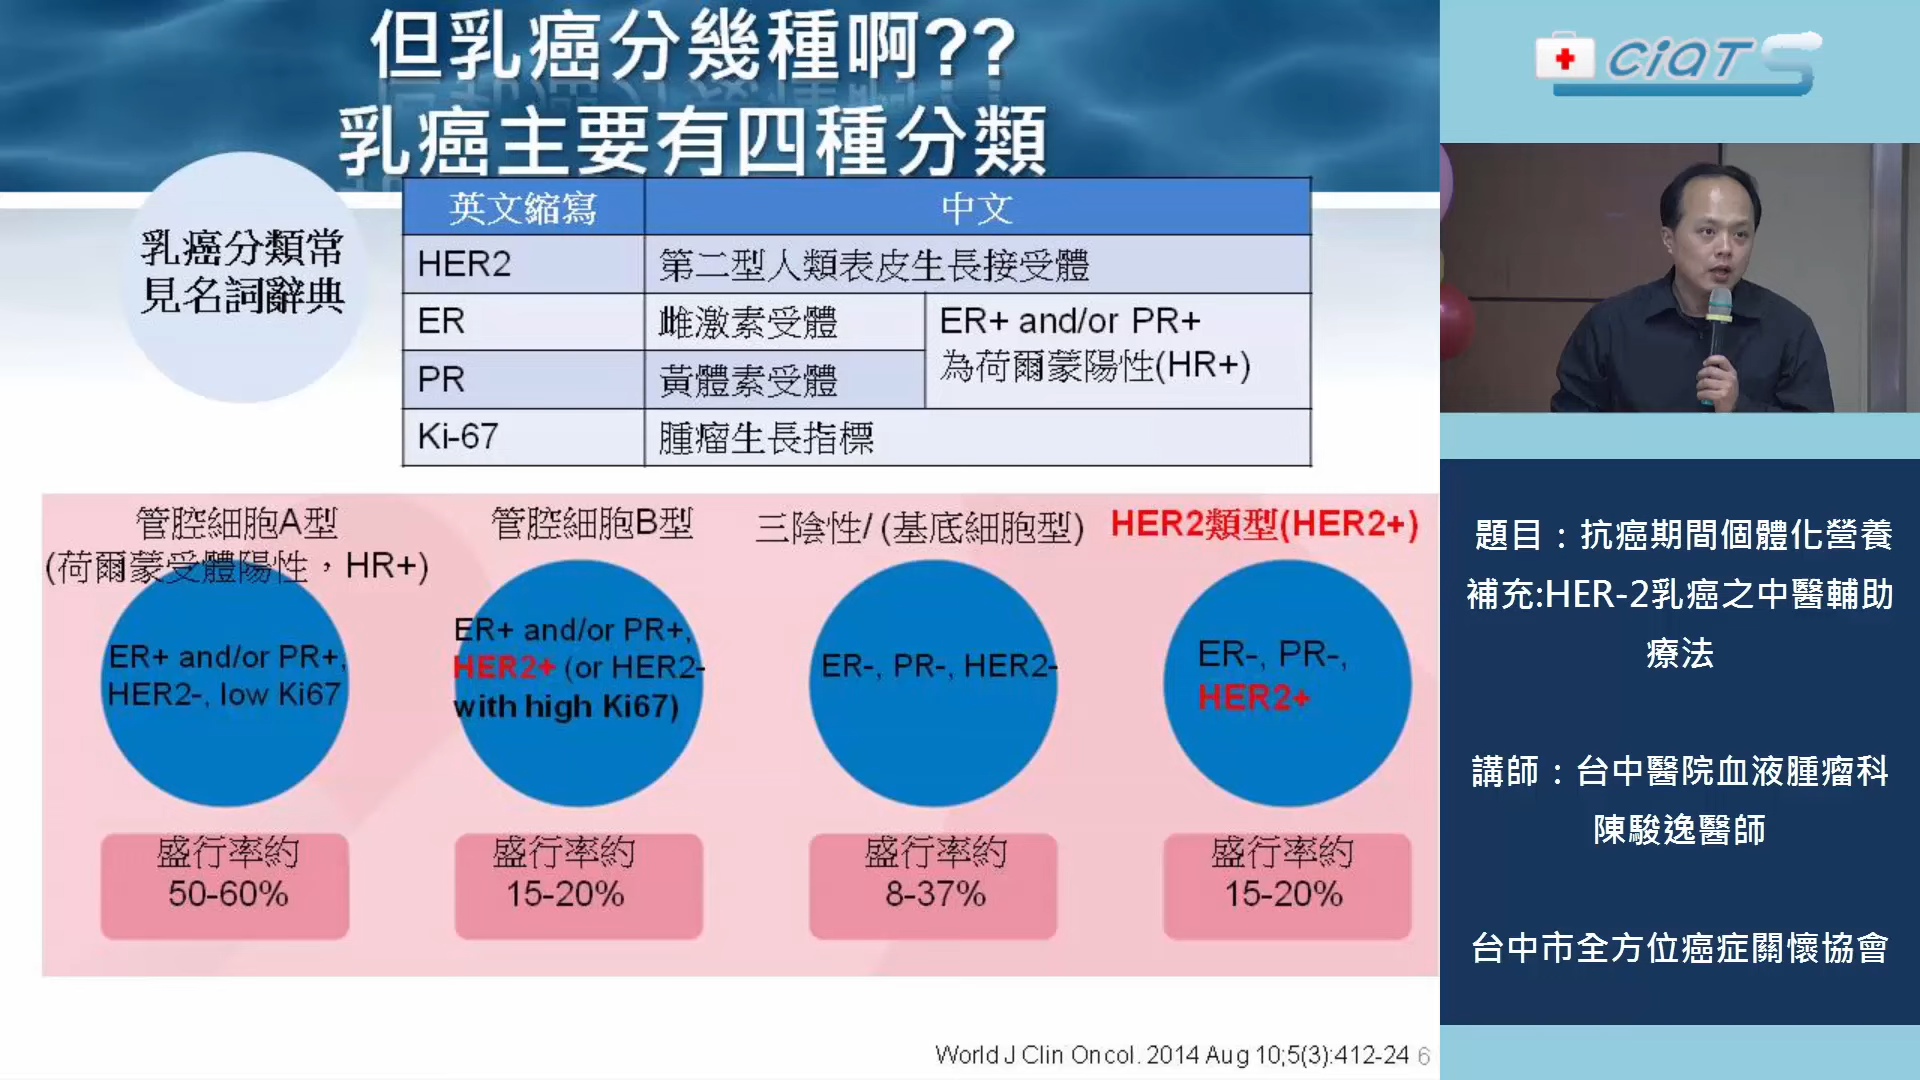 但乳癌分幾種啊??
乳癌主要有四種分類
乳癌分類常
見名詞辭典
英文縮寫 中文
HER2 第二型人類表皮生長接受體
ER 雌激素受體
ER+ and/or PR+
為荷爾蒙陽性(HR+)
PR 黃體素受體
Ki-67 腫瘤生長指標
管腔細胞A型
(荷爾蒙受體陽性，HR+)
ER+ and/or PR+,
HER2-, low Ki67
盛行率約
50-60%
管腔細胞B型
ER+ and/or PR+,
HER2+ (or HER2-
with high Ki67)
盛行率約
15-20%
三陰性/ (基底細胞型)
ER-, PR-, HER2-
盛行率約
8-37%
HER2類型(HER2+)
ER-, PR-,
HER2+
盛行率約
15-20%
World J Clin Oncol. 2014 Aug 10;5(3):412-24 6
CiQTS
題目：抗癌期間個體化營養
補充:HER-2乳癌之中醫輔助
療法
講師：台中醫院血液腫瘤科
陳駿逸醫師
台中市全方位癌症關懷協會